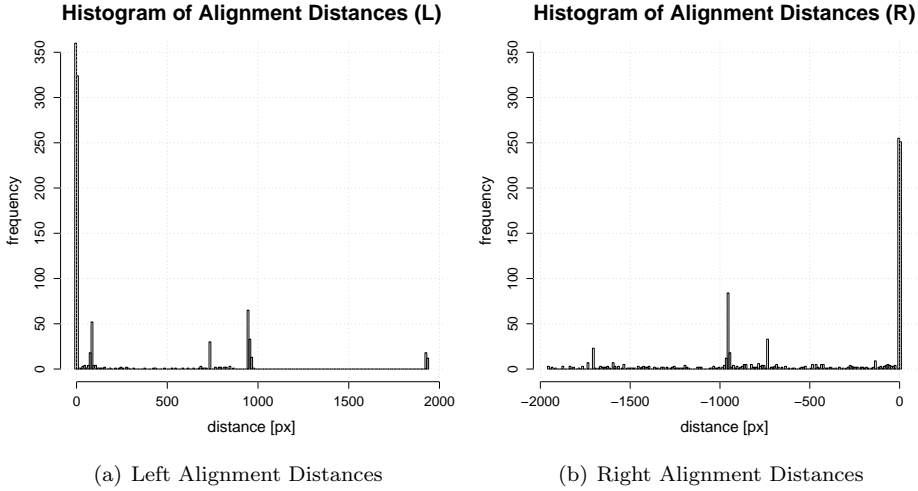 Histogram of Alignment Distances (L)
frequency
350
300
250
200
150
100
50
0
0 500 1000 1500 2000
distance [px]
(a) Left Alignment Distances
Histogram of Alignment Distances (R)
frequency
350
300
250
200
150
100
50
0
−2000 −1500 −1000 −500 0
distance [px]
(b) Right Alignment Distances